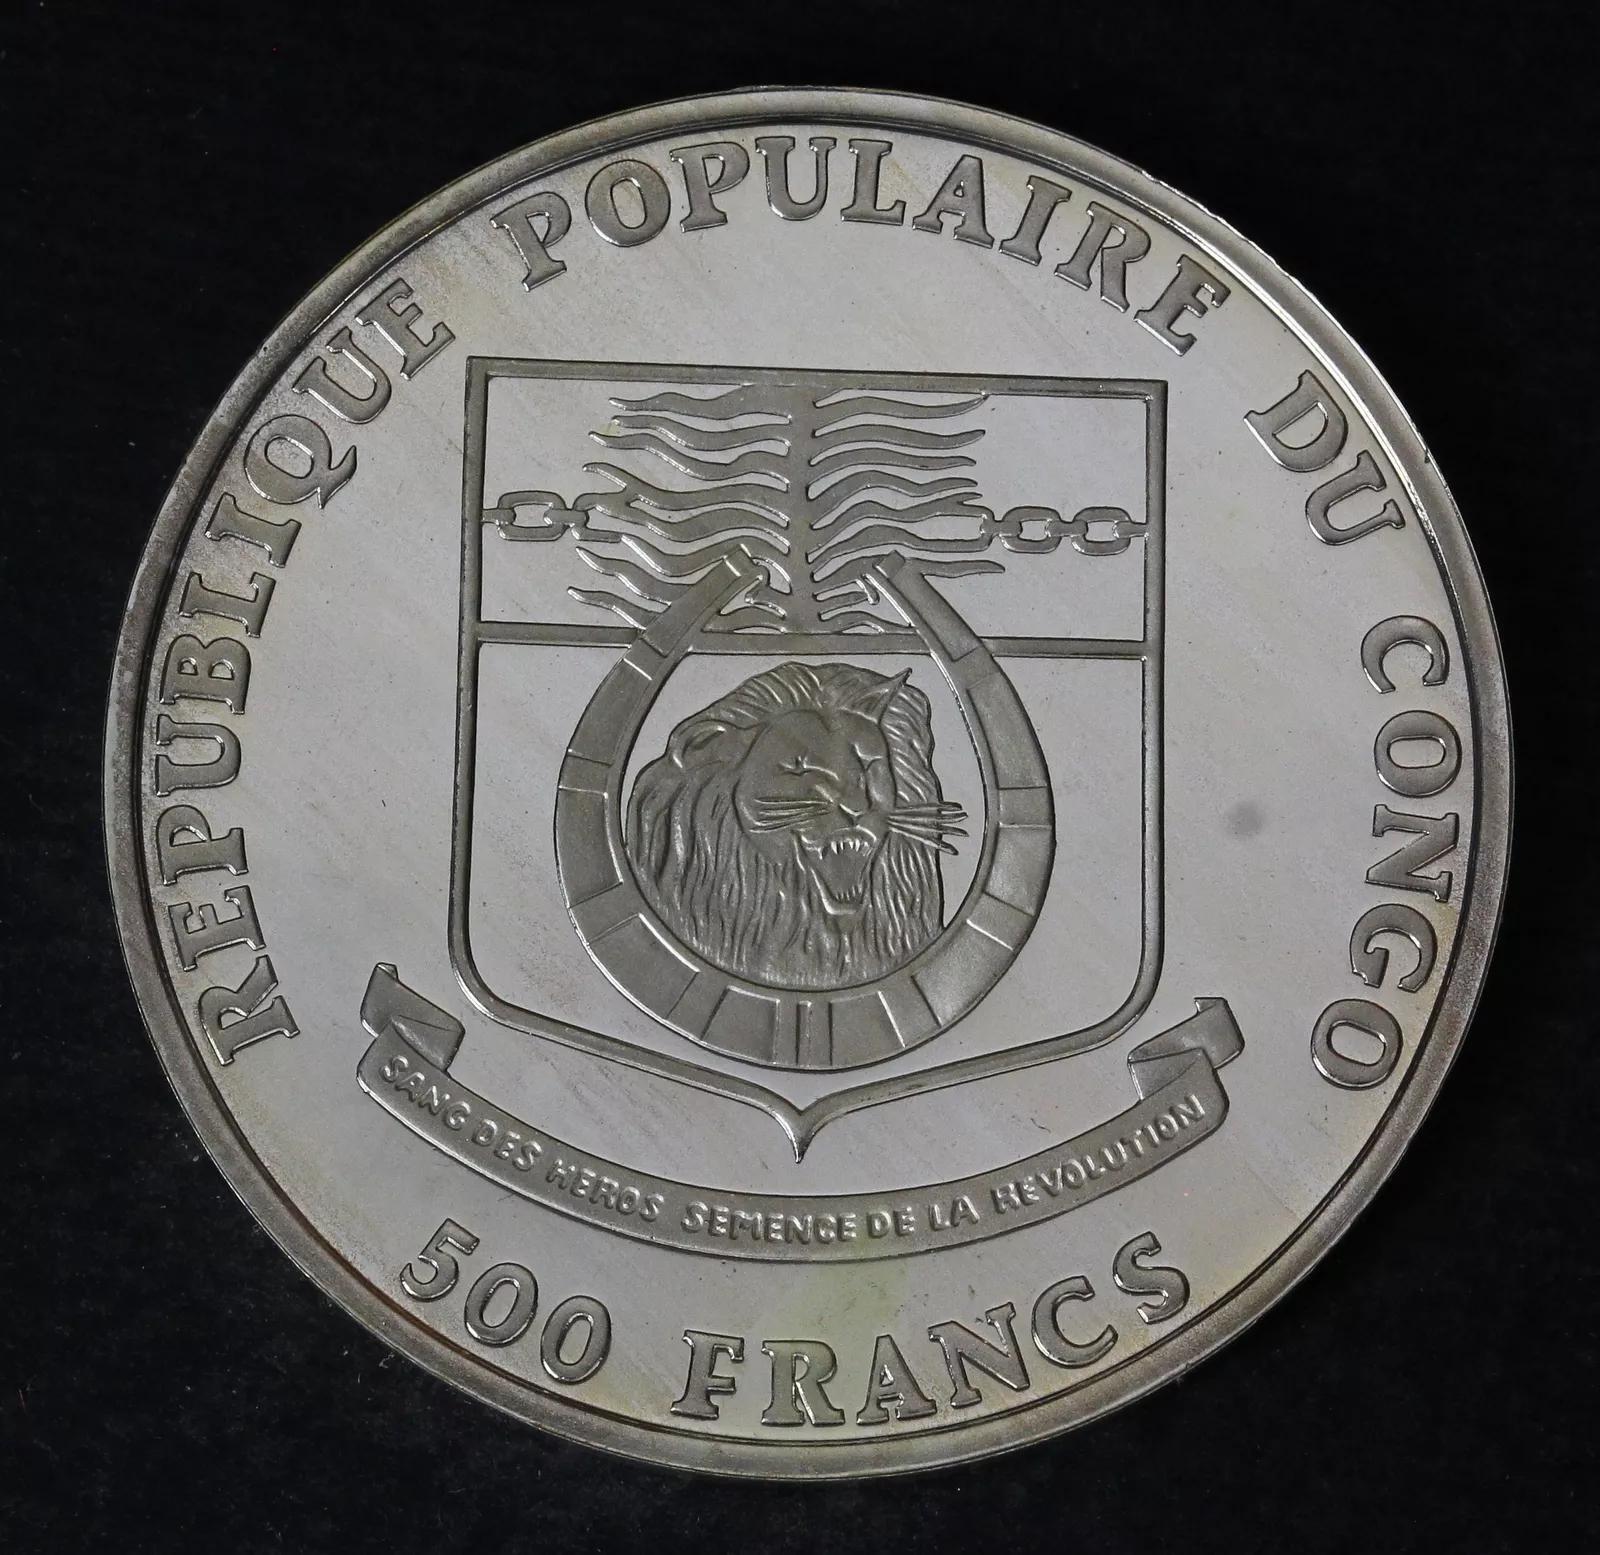 REPUBLIQUE POPULAIRE DU CONGO
SANG DES HEROS SEMENCE DE LA REVOLUTION
500 FRANCS